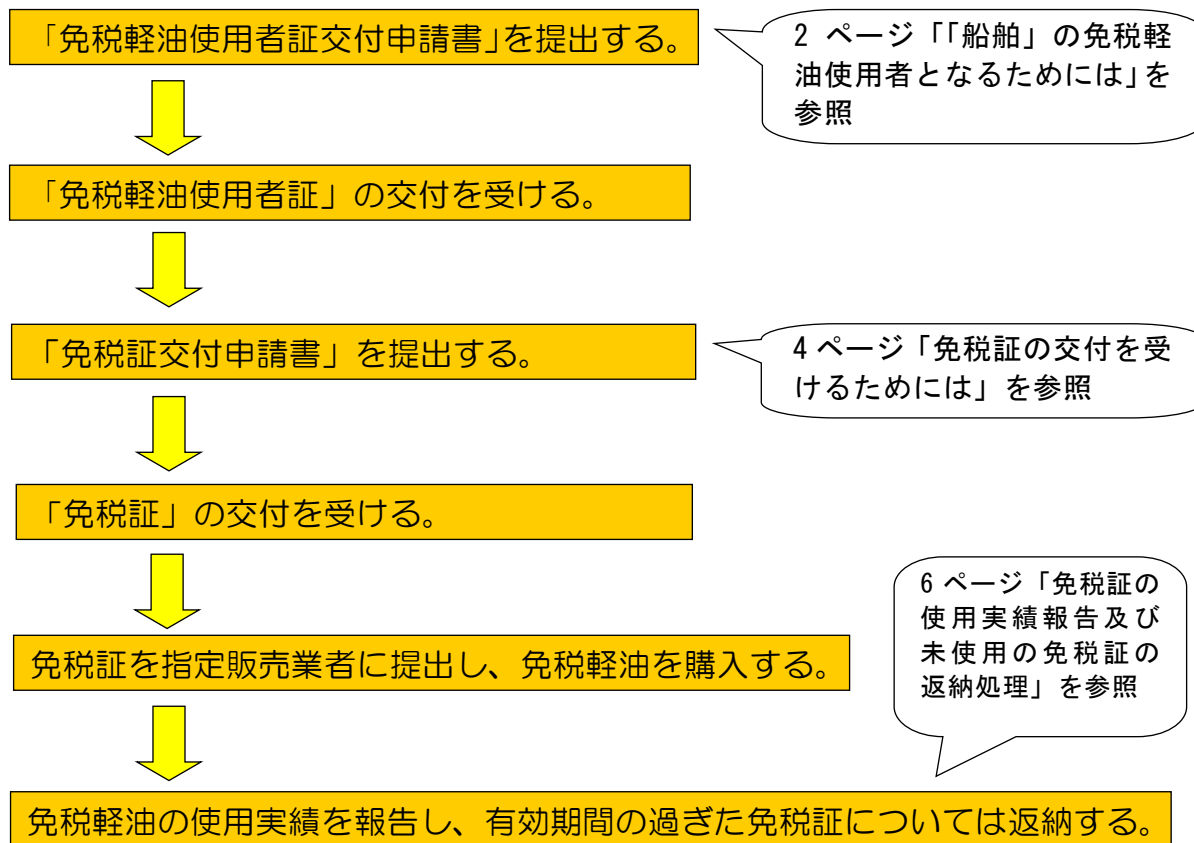 「免税軽油使用者証交付申請書」を提出する。
2 ページ「「船舶」の免税軽
油使用者となるためには」を
参照
「免税軽油使用者証」の交付を受ける。
「免税証交付申請書」を提出する。
4 ページ「免税証の交付を受
けるためには」を参照
「免税証」の交付を受ける。
免税証を指定販売業者に提出し、免税軽油を購入する。
6 ページ「免税証の
使用実績報告及び
未使用の免税証の
返納処理」を参照
免税軽油の使用実績を報告し、有効期間の過ぎた免税証については返納する。